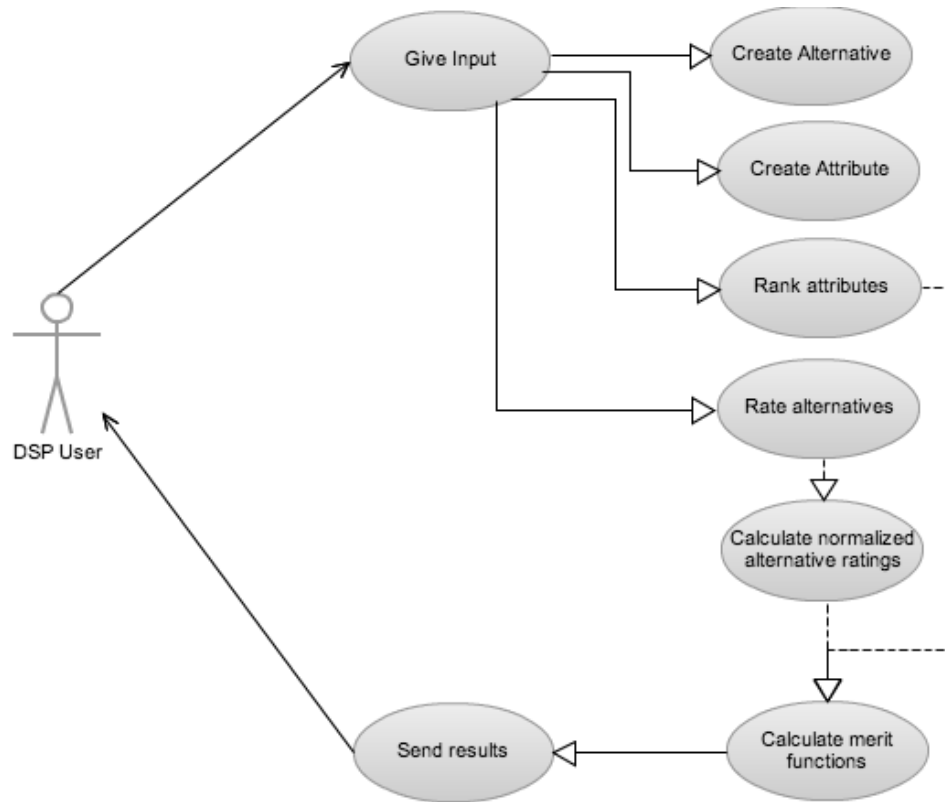 Give Input
Create Alternative
Create Attribute
Rank attributes
Rate alternatives
DSP User
Calculate normalized
alternative ratings
Calculate merit
functions
Send results